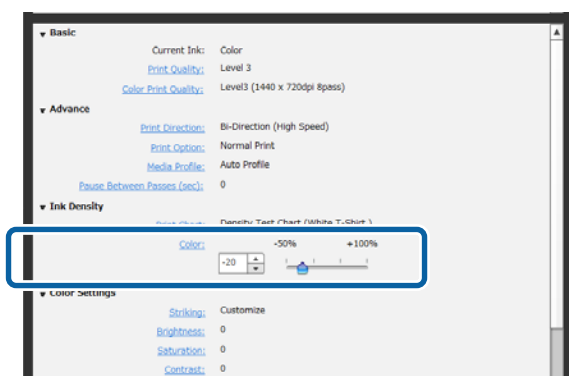 Basic
Current Ink: Color
Print Quality: Level 3
Color Print Quality: Level3 (1440 x 720dpi 8pass)
Advance
Print Direction: Bi-Direction (High Speed)
Print Option: Normal Print
Media Profile: Auto Profile
Pause Between Passes (sec): 0
Ink Density
Print Chart: Density Test Chart (White T-Shirt )
Color: -50% +100%
-20
Color Settings
Striking: Customize
Brightness: 0
Saturation: 0
Contrast: 0